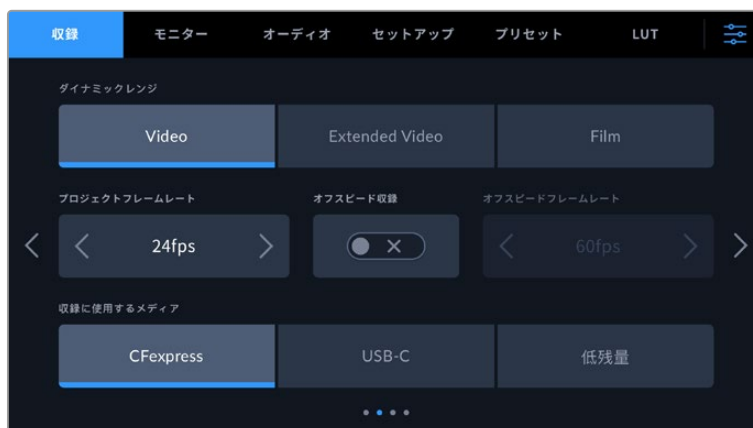 収録 モニター オーディオ セットアップ プリセット LUT
ダイナミックレンジ
Video Extended Video Film
プロジェクトフレームレート オフスピード収録 オフスピードフレームレート
24fps 60fps
収録に使用するメディア
CFexpress USB-C 低残量